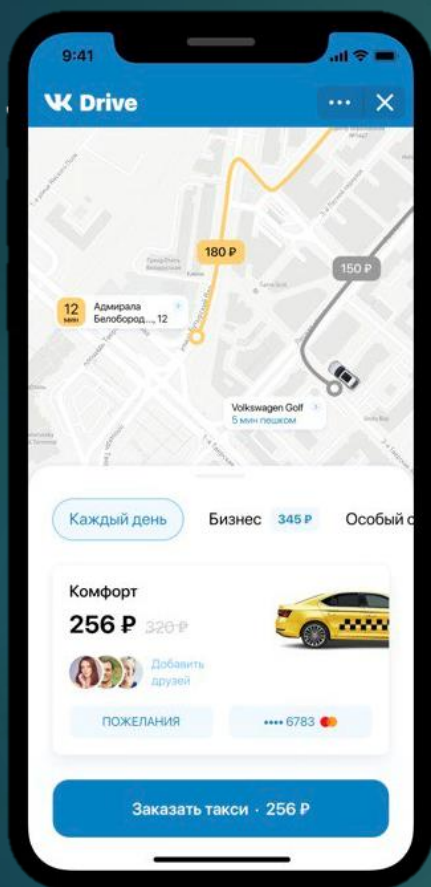 9:41
VK Drive
180 ₽
150 ₽
12
мин
Адмирала
Белобород..., 12
Volkswagen Golf
5 мин пешком
Каждый день
Бизнес 345 ₽
Особый с
Комфорт
256 ₽ 320 ₽
Добавить
друзей
ПОЖЕЛАНИЯ
•••• 6783
Заказать такси · 256 ₽